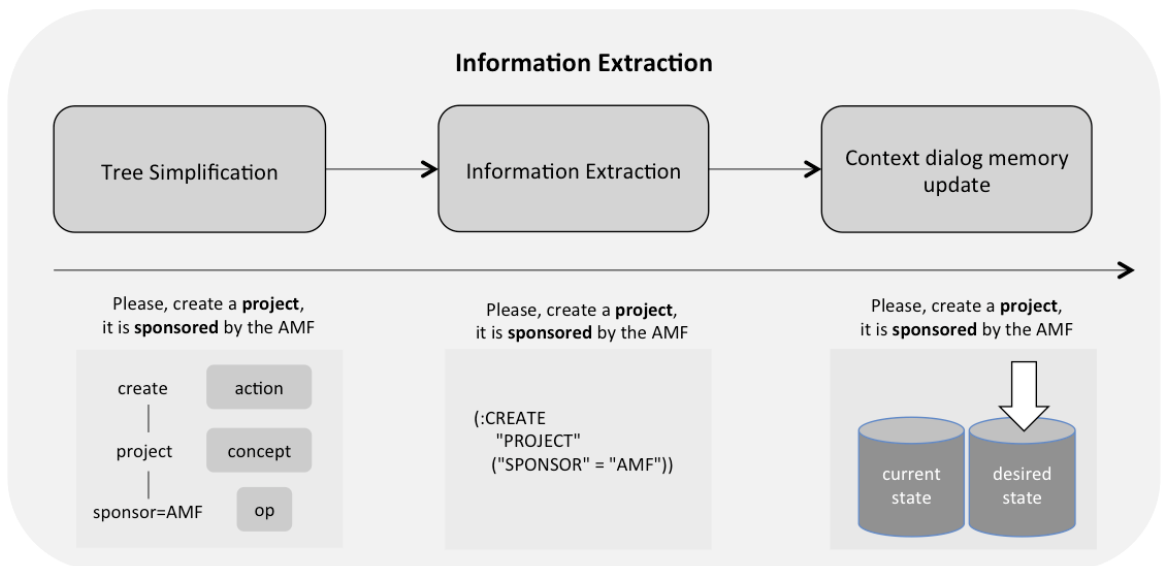 Information Extraction
Tree Simplification
Information Extraction
Context dialog memory
update
Please, create a project,
it is sponsored by the AMF
create
action
project
concept
sponsor=AMF
op
Please, create a project,
it is sponsored by the AMF
(:CREATE
"PROJECT"
("SPONSOR" = "AMF"))
Please, create a project,
it is sponsored by the AMF
current
state
desired
state